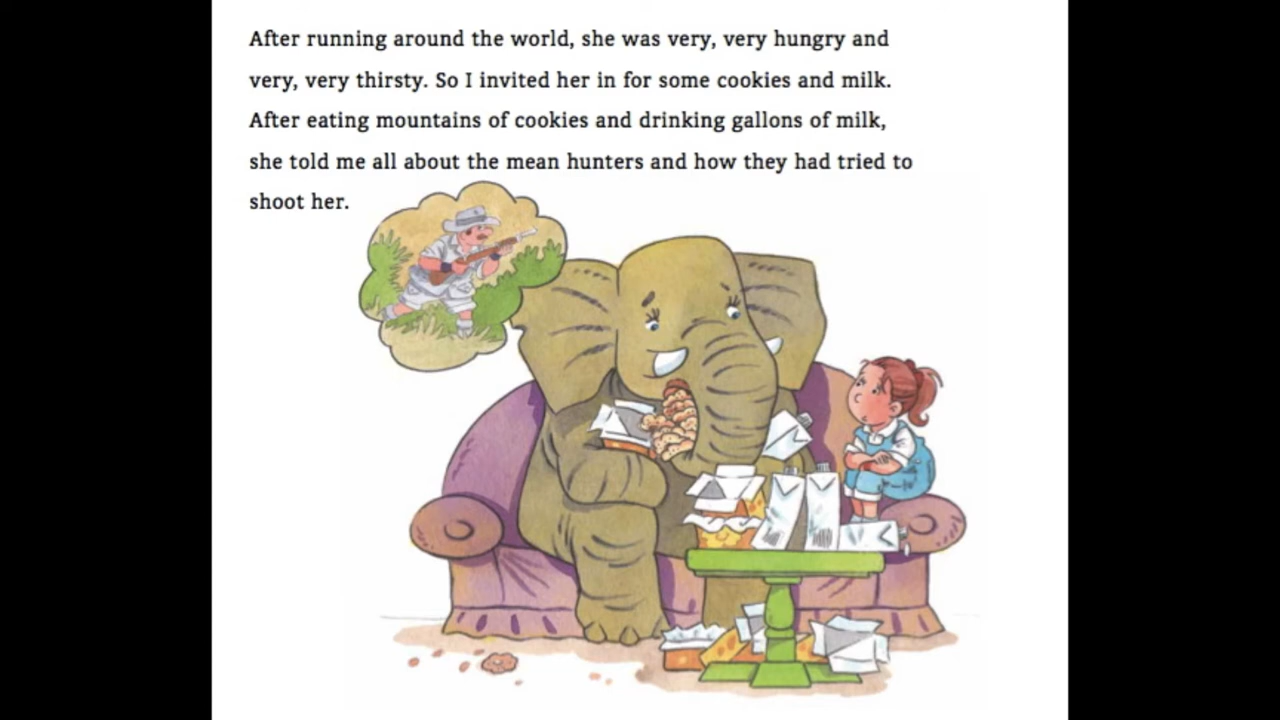 After running around the world, she was very, very hungry and
very, very thirsty. So I invited her in for some cookies and milk.
After eating mountains of cookies and drinking gallons of milk,
she told me all about the mean hunters and how they had tried to
shoot her.